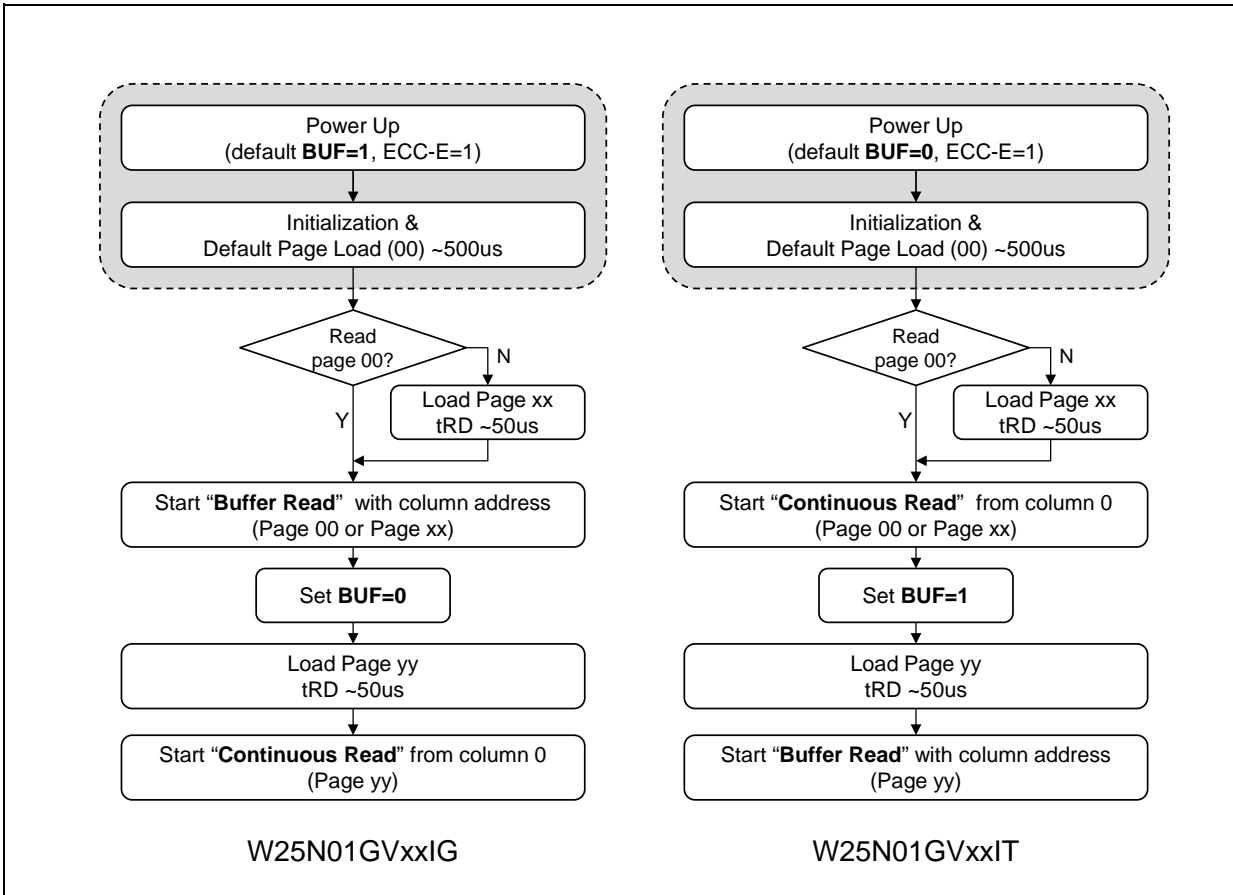 Power Up
(default BUF=1, ECC-E=1)
Initialization &
Default Page Load (00) ~500us
Read
page 00?
N
Load Page xx
tRD ~50us
Y
Start “Buffer Read” with column address
(Page 00 or Page xx)
Set BUF=0
Load Page yy
tRD ~50us
Start “Continuous Read” from column 0
(Page yy)
W25N01GVxxIG
Power Up
(default BUF=0, ECC-E=1)
Initialization &
Default Page Load (00) ~500us
Read
page 00?
N
Load Page xx
tRD ~50us
Y
Start “Continuous Read” from column 0
(Page 00 or Page xx)
Set BUF=1
Load Page yy
tRD ~50us
Start “Buffer Read” with column address
(Page yy)
W25N01GVxxIT